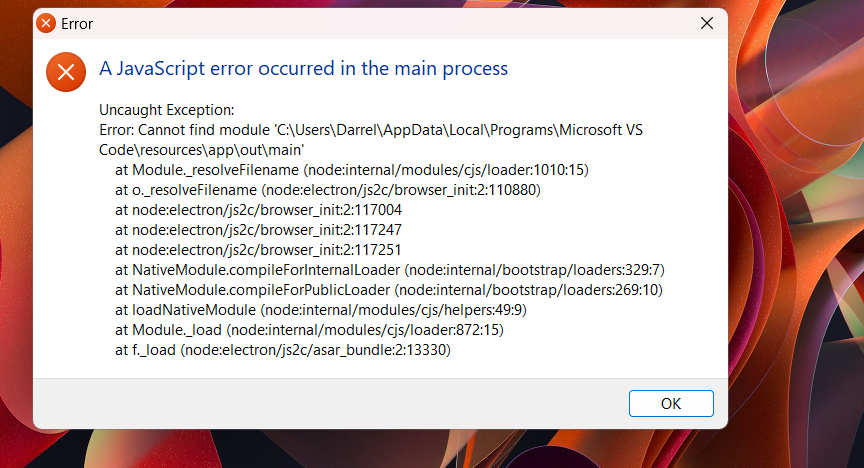 Error
A JavaScript error occurred in the main process
Uncaught Exception:
Error: Cannot find module 'C:\Users\Darrel\AppData\Local\Programs\Microsoft VS
Code\resources\app\out\main'
at Module._resolveFilename (node:internal/modules/cjs/loader:1010:15)
at o._resolveFilename (node:electron/js2c/browser_init:2:110880)
at node:electron/js2c/browser_init:2:117004
at node:electron/js2c/browser_init:2:117247
at node:electron/js2c/browser_init:2:117251
at NativeModule.compileForInternalLoader (node:internal/bootstrap/loaders:329:7)
at NativeModule.compileForPublicLoader (node:internal/bootstrap/loaders:269:10)
at loadNativeModule (node:internal/modules/cjs/helpers:49:9)
at Module._load (node:internal/modules/cjs/loader:872:15)
at f._load (node:electron/js2c/asar_bundle:2:13330)
OK